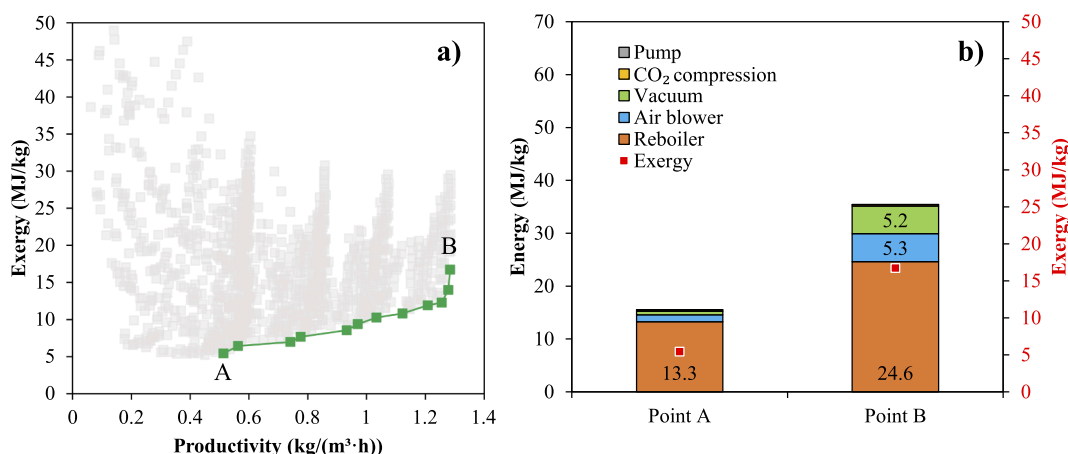 a)
50
45
40
35
30
25
20
15
10
5
0
Exergy (MJ/kg)
A
B
0 0.2 0.4 0.6 0.8 1 1.2 1.4
Productivity (kg/(m³·h))
b)
70
60
50
40
30
20
10
0
Energy (MJ/kg)
Pump
CO₂ compression
Vacuum
Air blower
Reboiler
Exergy
13.3
5.2
5.3
24.6
Point A Point B
50
45
40
35
30
25
20
15
10
5
0
Exergy (MJ/kg)